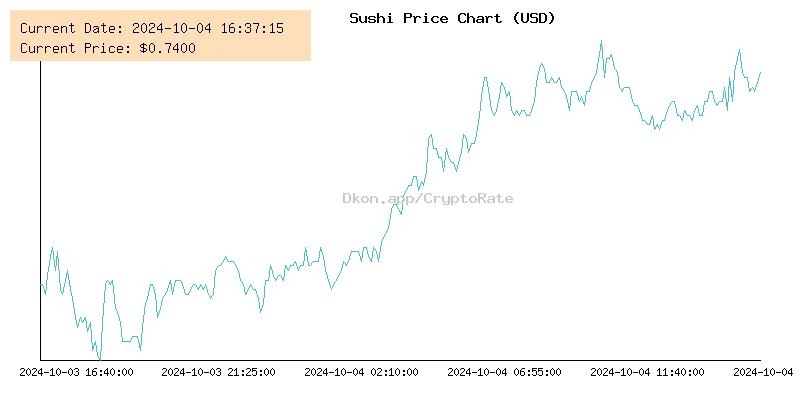 Sushi Price Chart (USD)
Current Date: 2024-10-04 16:37:15
Current Price: $0.7400
Dkon.app/CryptoRate
2024-10-03 16:40:00 2024-10-03 21:25:00 2024-10-04 02:10:00 2024-10-04 06:55:00 2024-10-04 11:40:00 2024-10-04